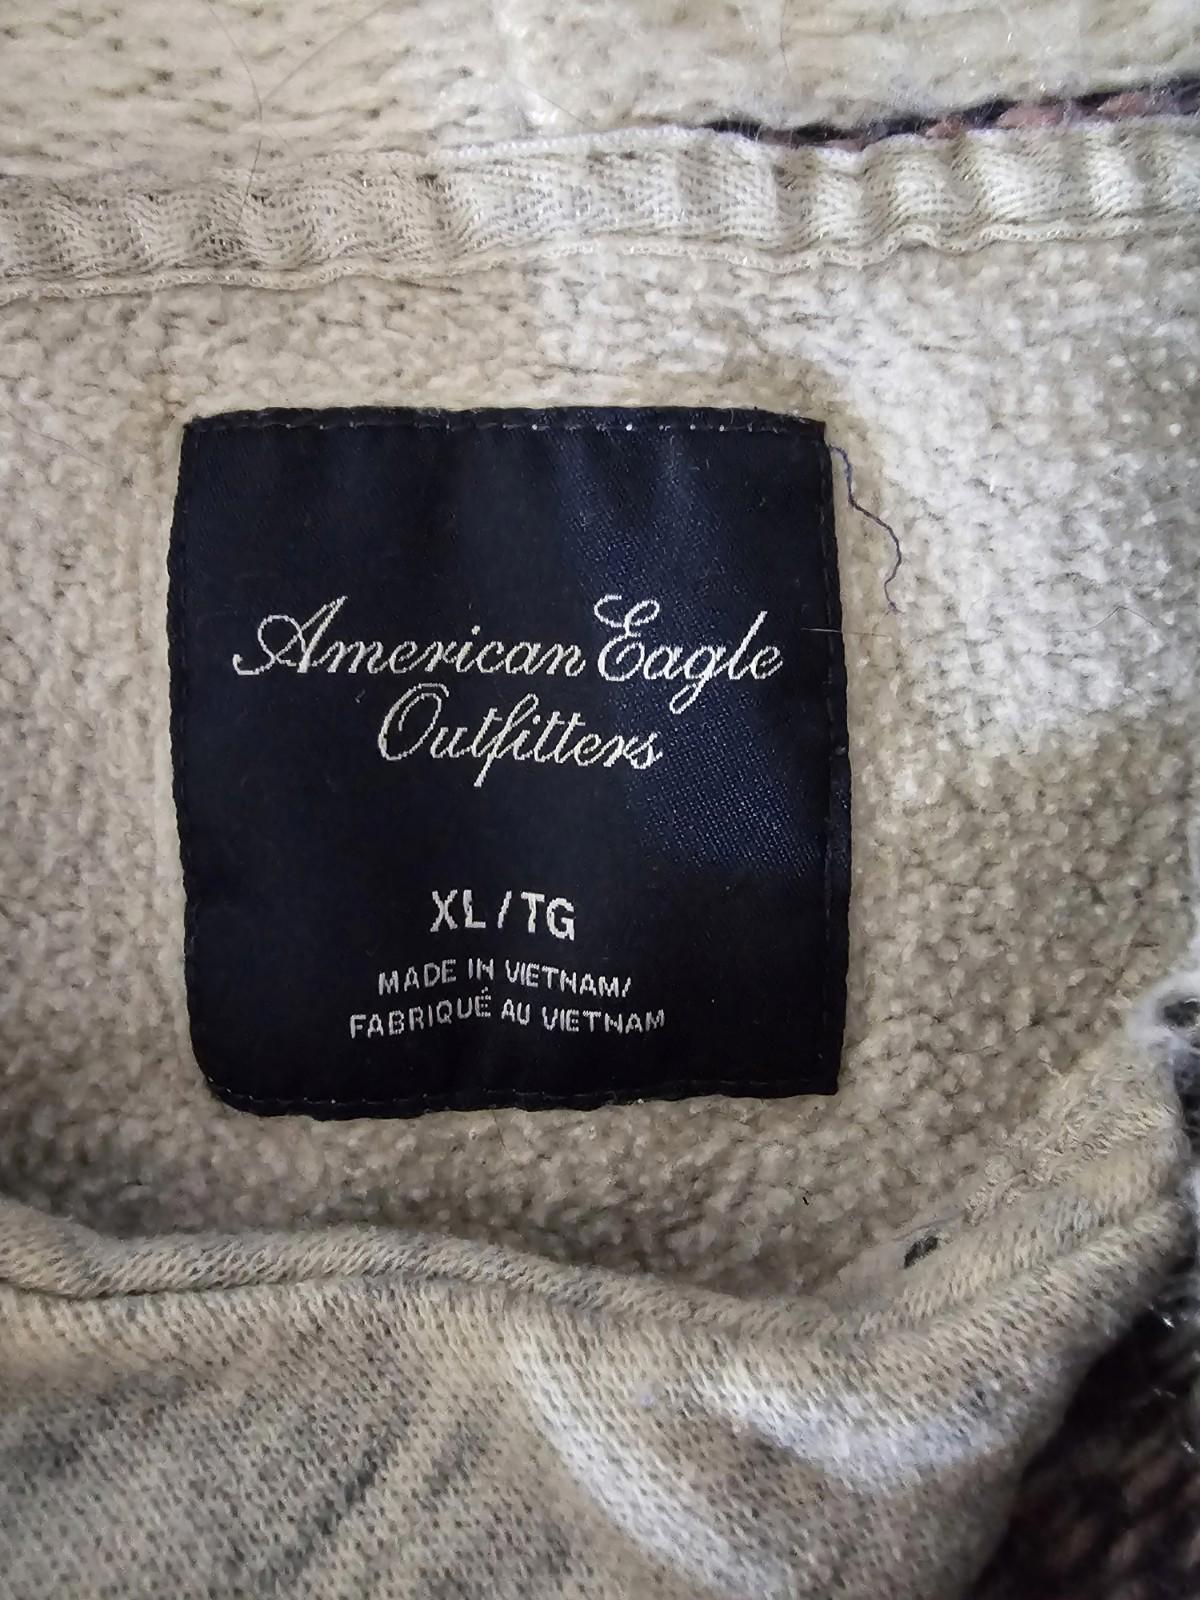 American Eagle
Outfitters
XL/TG
MADE IN VIETNAM/
FABRIQUÉ AU VIETNAM